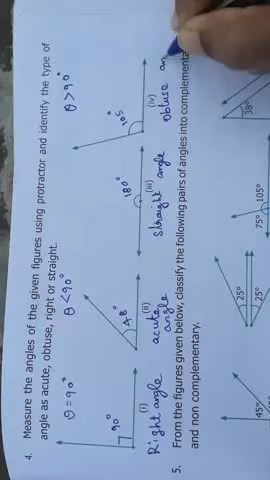 4. Measure the angles of the given figures using protractor and identify the type of
angle as acute, obtuse, right or straight.
θ = 90°
θ < 90°
θ > 90°
90°
48°
180°
105°
(i)
(ii)
(iii)
(iv)
Right angle
acute angle
straight angle
obtuse an
5. From the figures given below, classify the following pairs of angles into complementa
and non complementary.
45°
25°
25°
75°
105°
38°